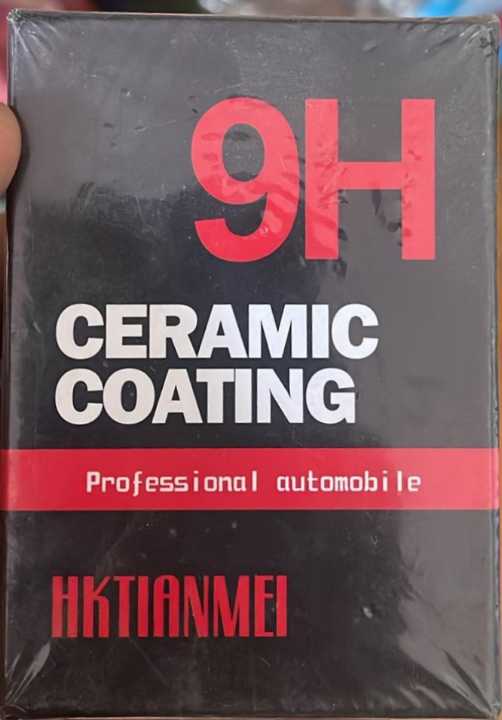 9H
CERAMIC
COATING
Professional automobile
HKTIANMEI